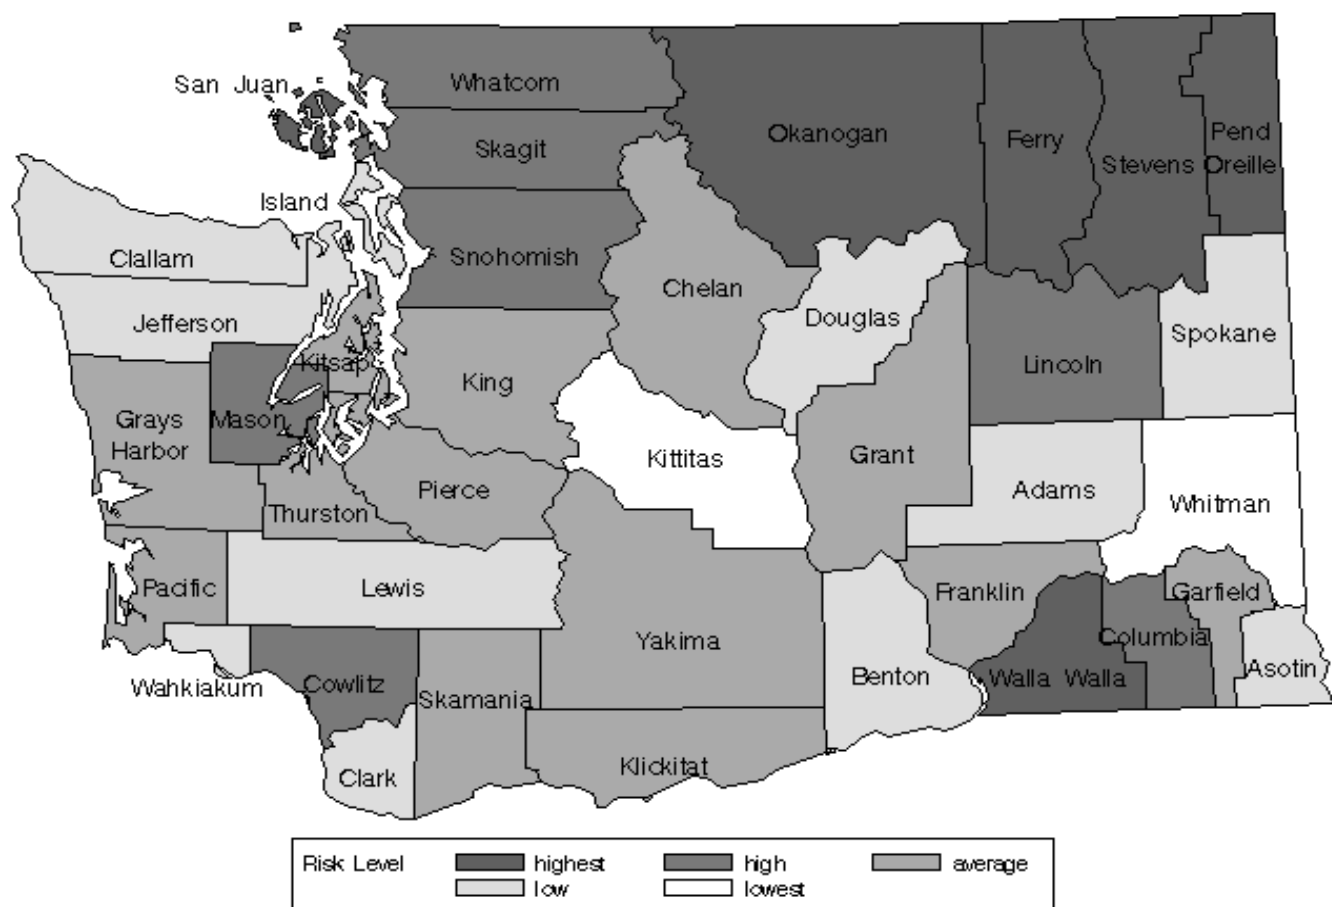 San Juan
Whatcom
Okanogan
Ferry
Stevens
Pend
Oreille
Skagit
Island
Clallam
Snohomish
Chelan
Jefferson
Douglas
Spokane
Kitsap
King
Lincoln
Grays
Harbor
Mason
Kittitas
Grant
Adams
Whitman
Pierce
Thurston
Pacific
Lewis
Franklin
Garfield
Yakima
Columbia
Wahkiakum
Cowlitz
Skamania
Benton
Walla Walla
Asotin
Clark
Klickitat
Risk Level highest high average
low lowest